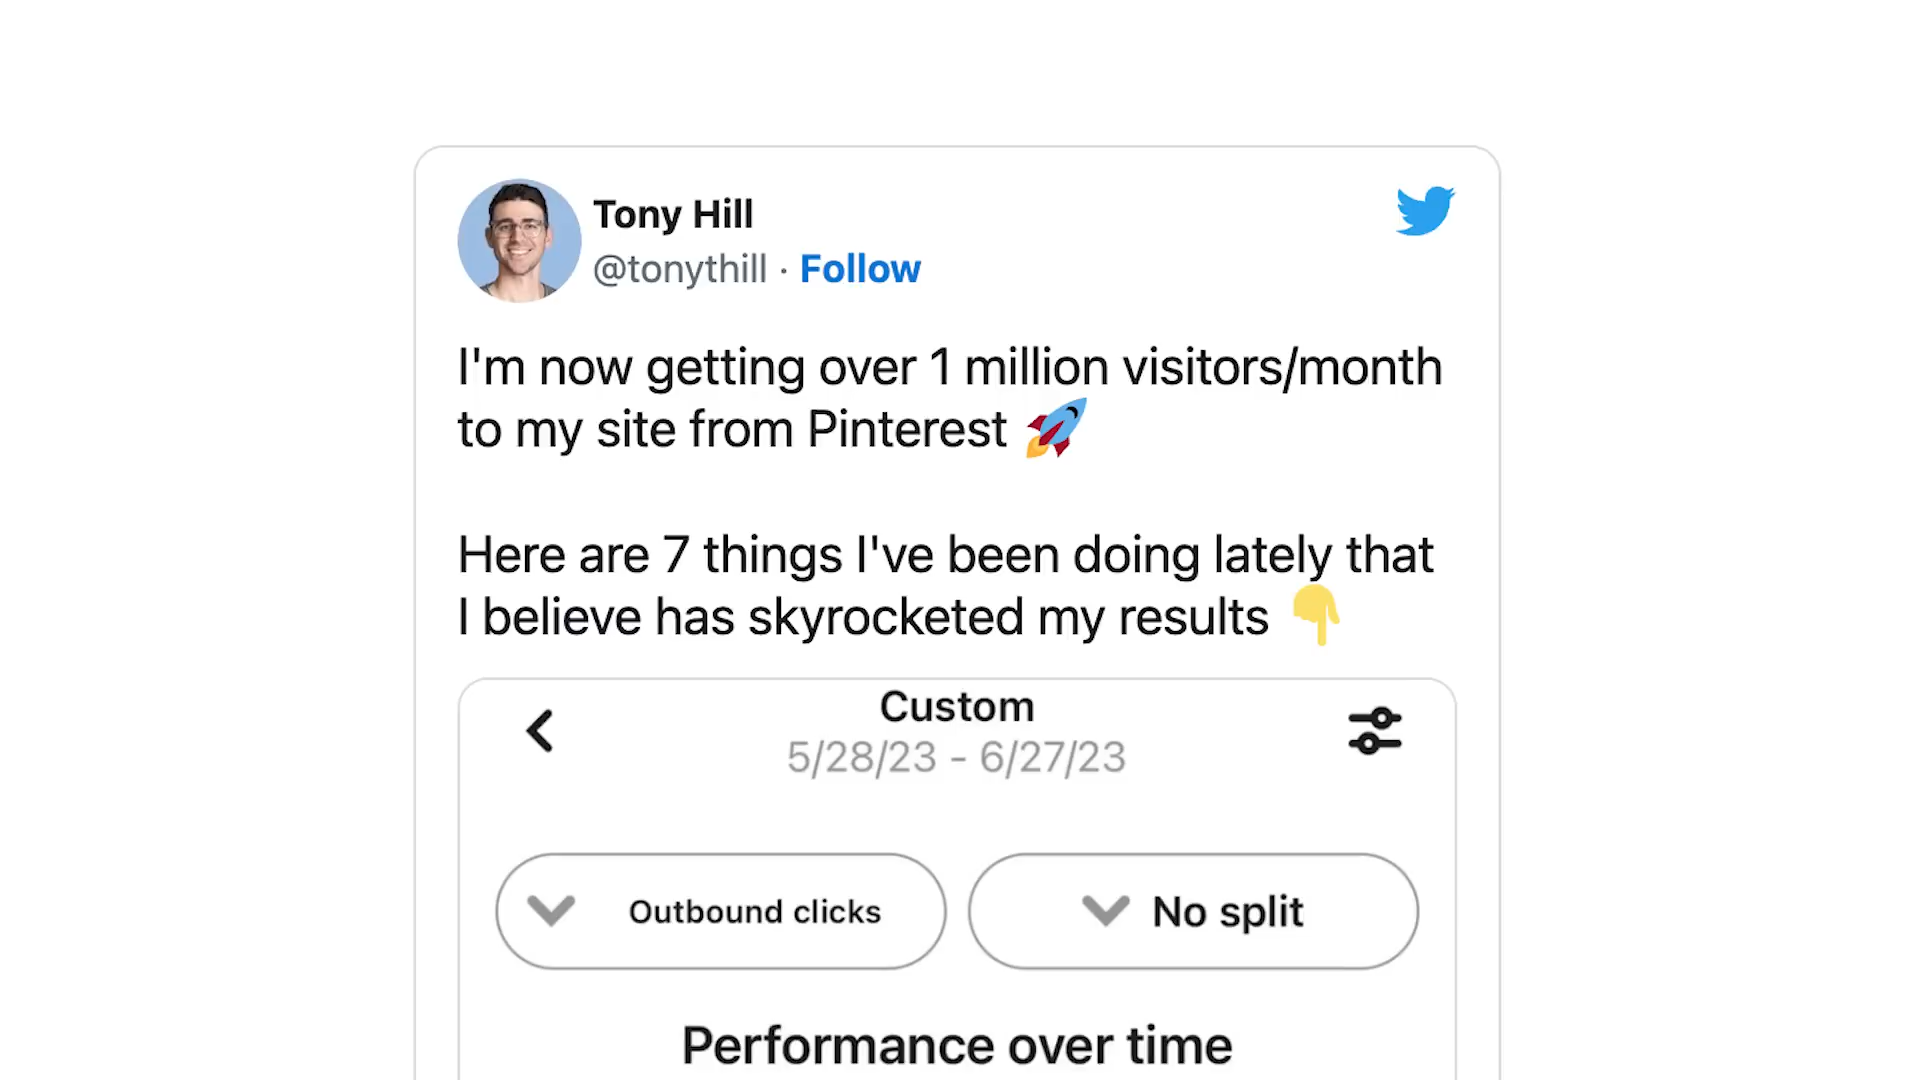 Tony Hill
@tonythill · Follow
I'm now getting over 1 million visitors/month
to my site from Pinterest 🚀
Here are 7 things I've been doing lately that
I believe has skyrocketed my results 👇
Custom
5/28/23 - 6/27/23
Outbound clicks
No split
Performance over time